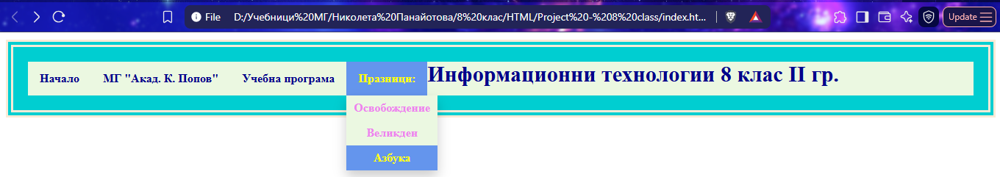 File D:/Учебници%20МГ/Николета%20Панайотова/8%20клас/HTML/Project%20-%208%20class/index.ht... Update
Начало МГ "Акад. К. Попов" Учебна програма Празници: Информационни технологии 8 клас II гр.
Освобождение
Великден
Азбука